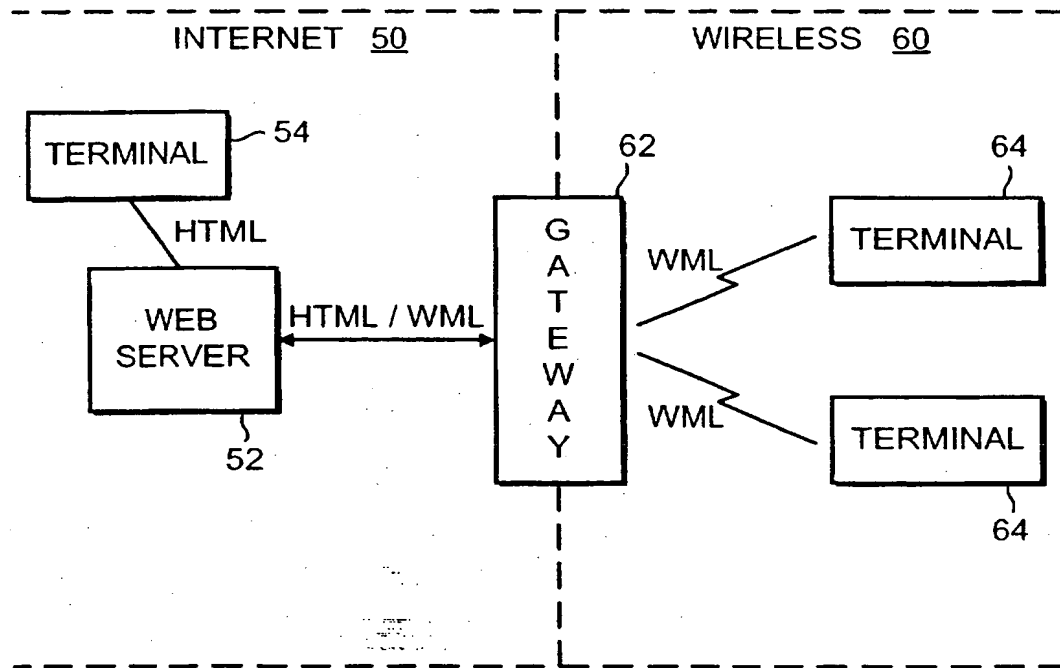 INTERNET 50
WIRELESS 60
TERMINAL
54
HTML
WEB
SERVER
52
HTML / WML
62
GATEWAY
WML
64
TERMINAL
WML
TERMINAL
64